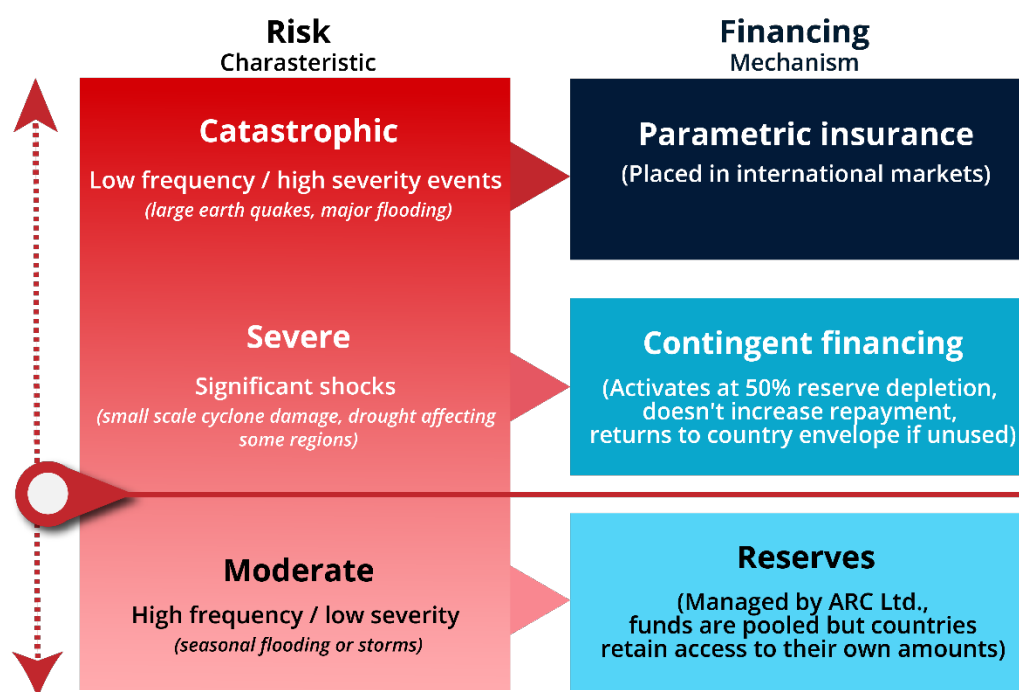 Risk
Charasteristic
Financing
Mechanism
Catastrophic
Low frequency / high severity events
(large earth quakes, major flooding)
Parametric insurance
(Placed in international markets)
Severe
Significant shocks
(small scale cyclone damage, drought affecting
some regions)
Contingent financing
(Activates at 50% reserve depletion,
doesn't increase repayment,
returns to country envelope if unused)
Moderate
High frequency / low severity
(seasonal flooding or storms)
Reserves
(Managed by ARC Ltd.,
funds are pooled but countries
retain access to their own amounts)